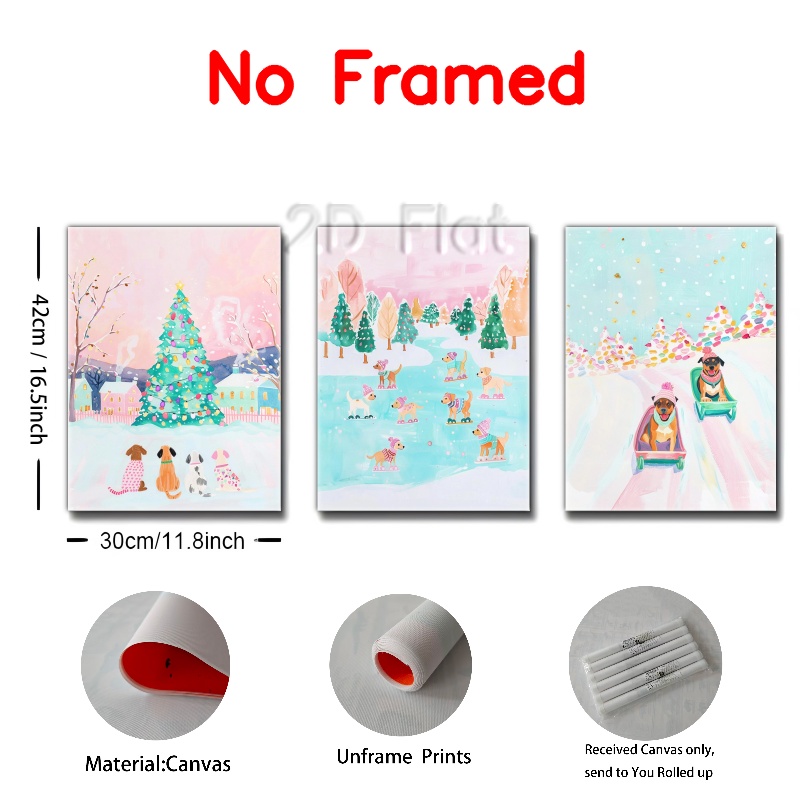 No Framed
2D Flat
42cm / 16.5inch
30cm/11.8inch
Material:Canvas
Unframe Prints
Received Canvas only,
send to You Rolled up